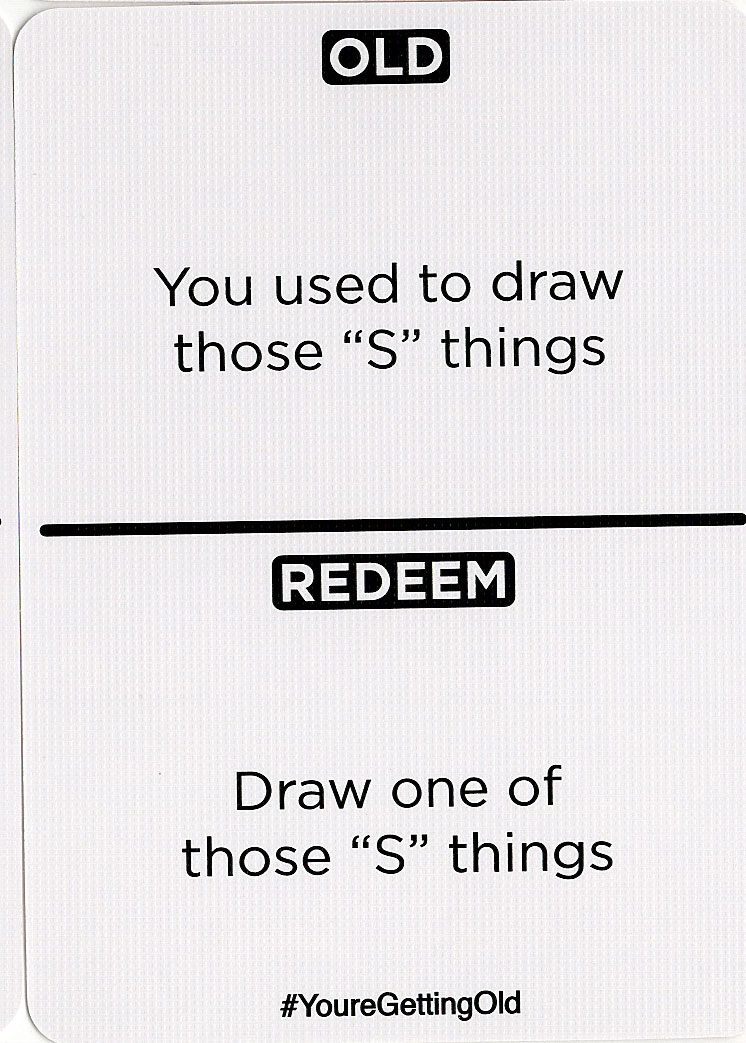 OLD
You used to draw
those “S” things
REDEEM
Draw one of
those “S” things
#YoureGettingOld